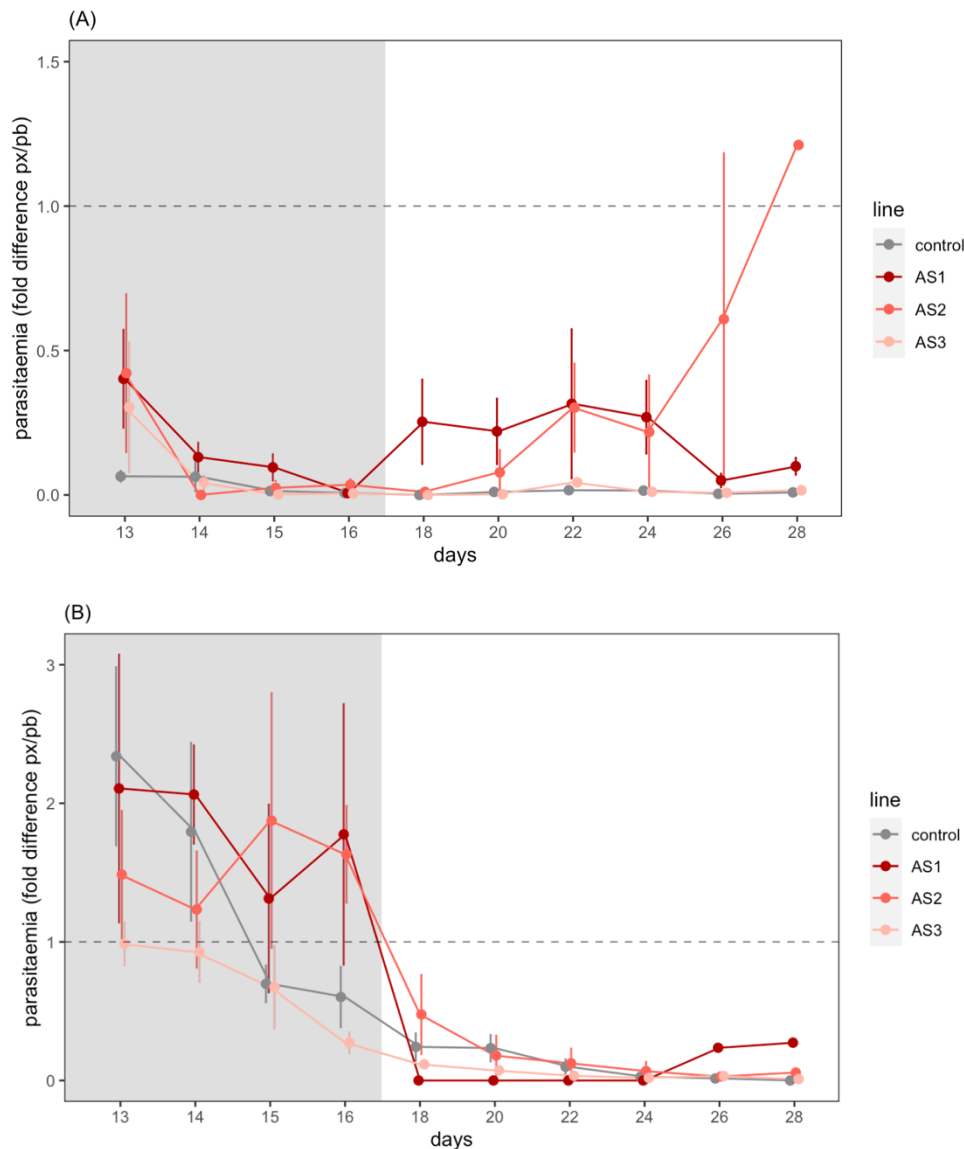 (A)
parasitaemia (fold difference px/pb)
1.5
1.0
0.5
0.0
13 14 15 16 18 20 22 24 26 28
days
line
control
AS1
AS2
AS3
(B)
parasitaemia (fold difference px/pb)
3
2
1
0
13 14 15 16 18 20 22 24 26 28
days
line
control
AS1
AS2
AS3